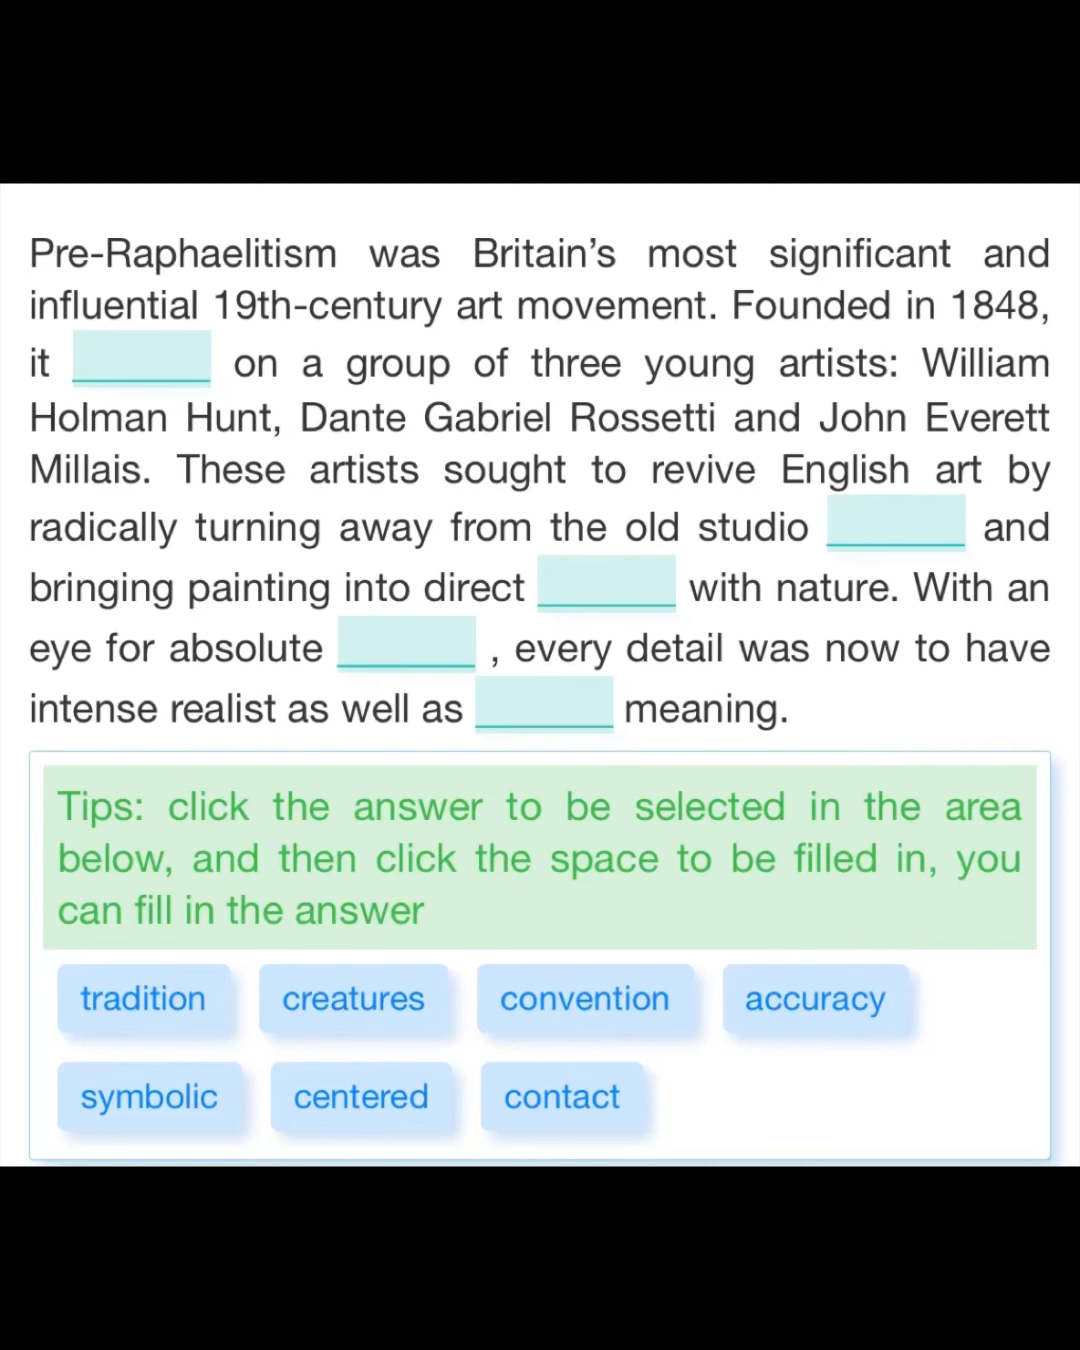 Pre-Raphaelitism was Britain’s most significant and
influential 19th-century art movement. Founded in 1848,
it on a group of three young artists: William
Holman Hunt, Dante Gabriel Rossetti and John Everett
Millais. These artists sought to revive English art by
radically turning away from the old studio and
bringing painting into direct with nature. With an
eye for absolute , every detail was now to have
intense realist as well as meaning.
Tips: click the answer to be selected in the area
below, and then click the space to be filled in, you
can fill in the answer
tradition creatures convention accuracy
symbolic centered contact